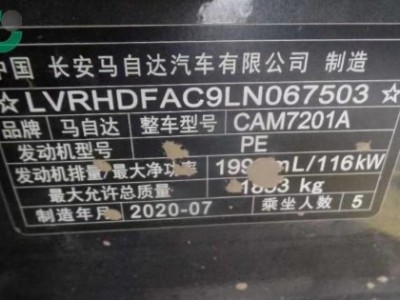 中国 长安马自达汽车有限公司 制造
☆LVRHDFAC9LN067503☆
品牌 马自达 整车型号 CAM7201A
发动机型号 PE
发动机排量/最大净功率 mL/116kW
最大允许总质量 kg
制造年月 2020-07 乘坐人数 5